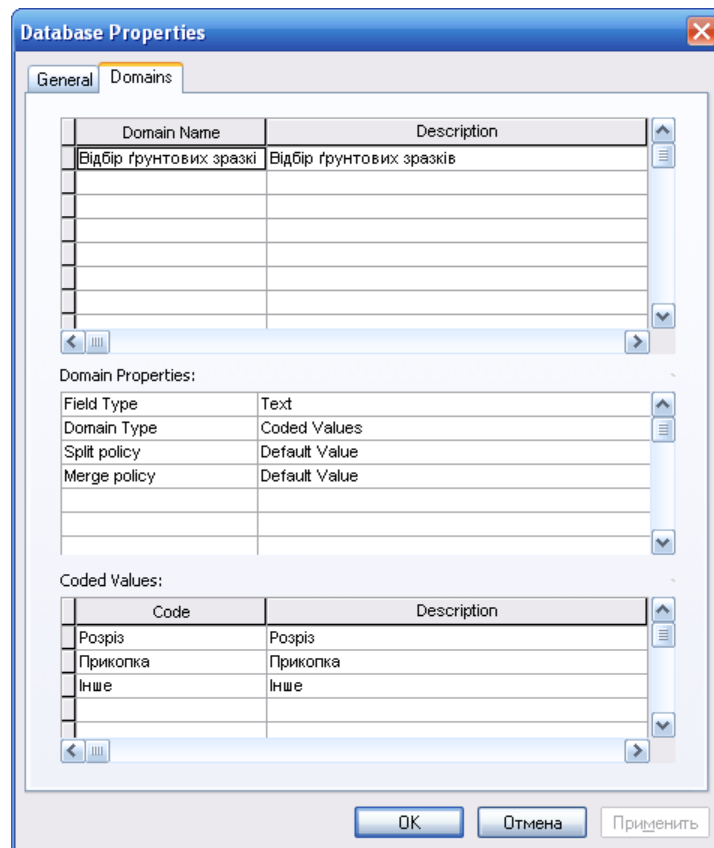 Database Properties
General Domains
Domain Name Description
Відбір ґрунтових зразкі Відбір ґрунтових зразків
Domain Properties:
Field Type Text
Domain Type Coded Values
Split policy Default Value
Merge policy Default Value
Coded Values:
Code Description
Розріз Розріз
Прикопка Прикопка
Інше Інше
OK Отмена Применить